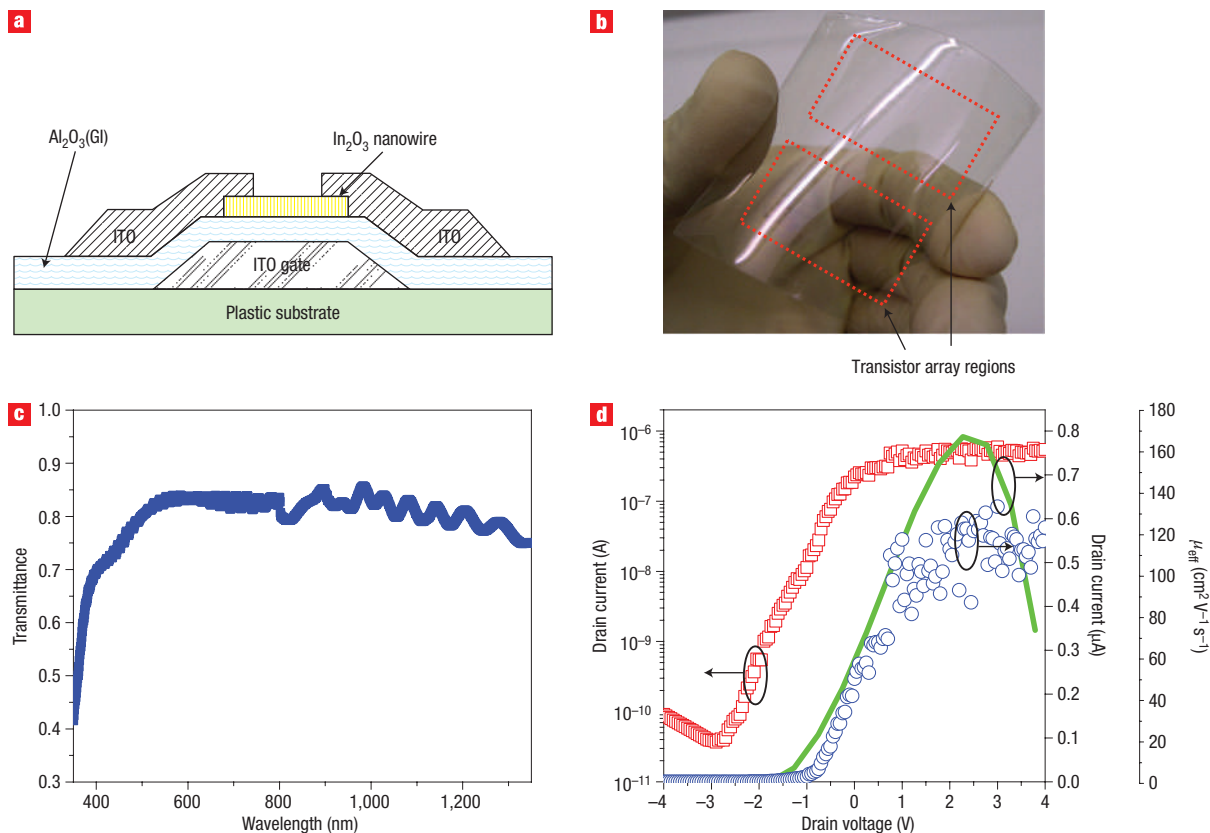 a
Al₂O₃(GI)
In₂O₃ nanowire
ITO
ITO
ITO gate
Plastic substrate
b
Transistor array regions
c
1.0
0.9
0.8
0.7
0.6
0.5
0.4
0.3
Transmittance
400 600 800 1,000 1,200
Wavelength (nm)
d
10⁻⁶
10⁻⁷
10⁻⁸
10⁻⁹
10⁻¹⁰
10⁻¹¹
Drain current (A)
–4 –3 –2 –1 0 1 2 3 4
Drain voltage (V)
0.8
0.7
0.6
0.5
0.4
0.3
0.2
0.1
0.0
Drain current (μA)
180
160
140
120
100
80
60
40
20
0
μeff (cm² V⁻¹ s⁻¹)